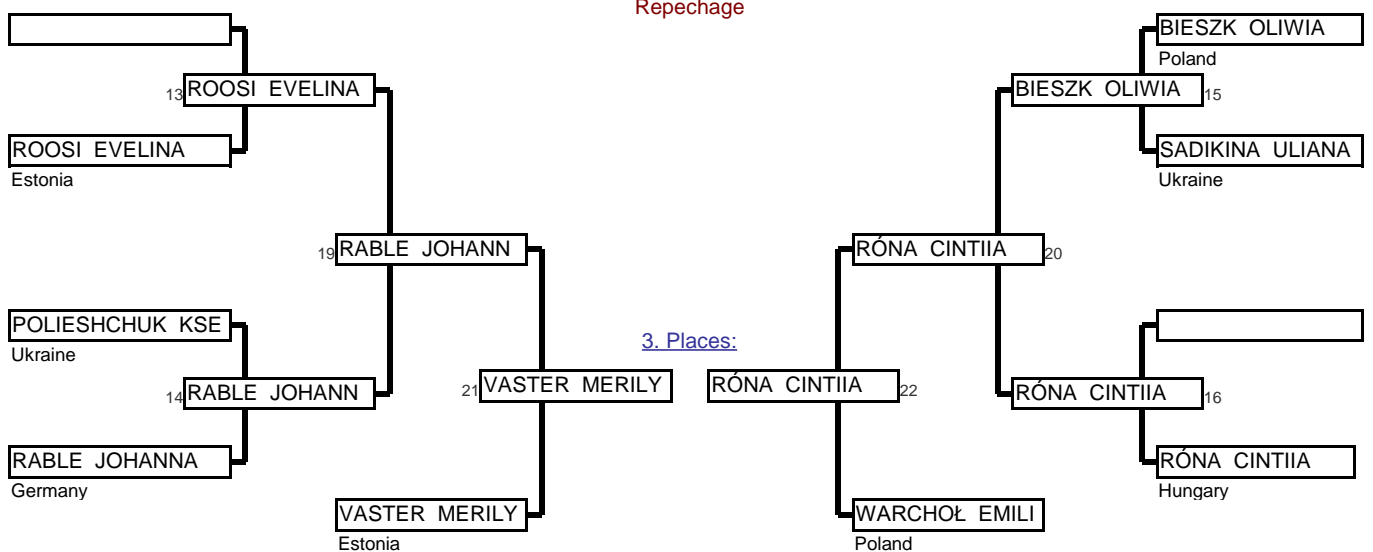 Repechage
BIESZK OLIWIA
Poland
13 ROOSI EVELINA
BIESZK OLIWIA 15
ROOSI EVELINA
Estonia
SADIKINA ULIANA
Ukraine
19 RABLE JOHANN
RÓNA CINTIIA 20
POLIESHCHUK KSE
Ukraine
3. Places:
14 RABLE JOHANN
21 VASTER MERILY
RÓNA CINTIIA 22
RÓNA CINTIIA 16
RABLE JOHANNA
Germany
RÓNA CINTIIA
Hungary
VASTER MERILY
Estonia
WARCHOŁ EMILI
Poland